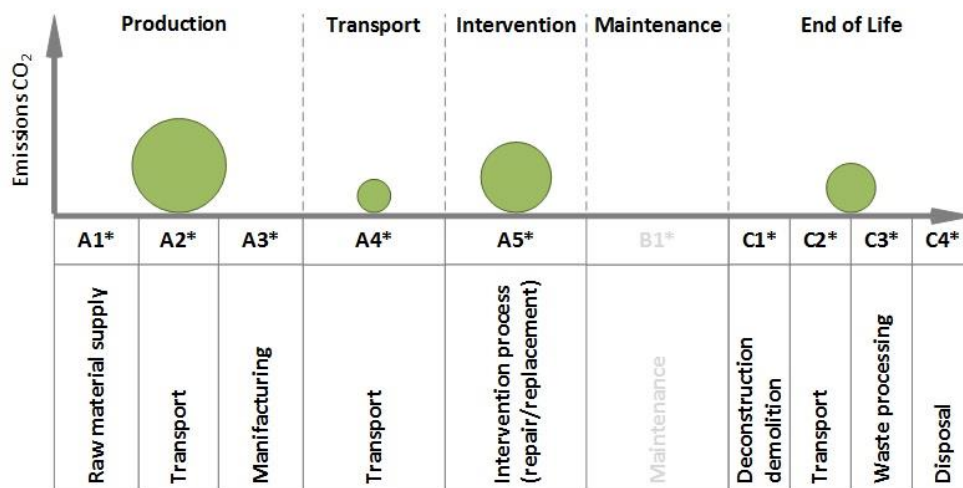 Production
Transport
Intervention
Maintenance
End of Life
Emissions CO₂
A1*
A2*
A3*
A4*
A5*
B1*
C1*
C2*
C3*
C4*
Raw material supply
Transport
Manifacturing
Transport
Intervention process
(repair/replacement)
Maintenance
Deconstruction
demolition
Transport
Waste processing
Disposal